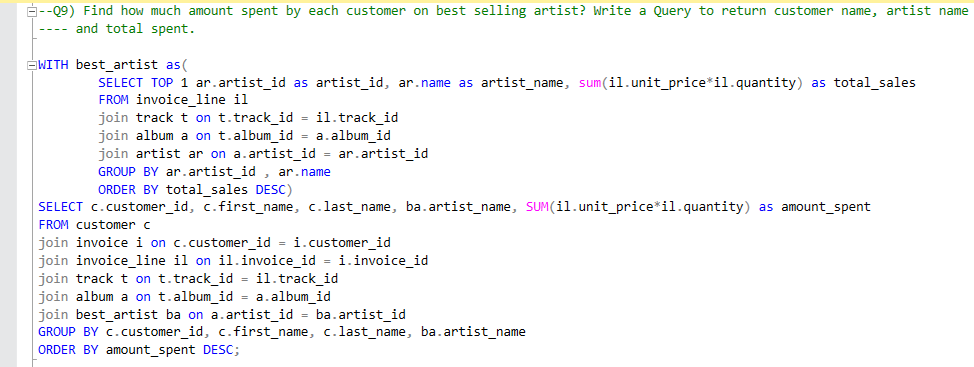 --Q9) Find how much amount spent by each customer on best selling artist? Write a Query to return customer name, artist name
---- and total spent.
WITH best_artist as(
SELECT TOP 1 ar.artist_id as artist_id, ar.name as artist_name, sum(il.unit_price*il.quantity) as total_sales
FROM invoice_line il
join track t on t.track_id = il.track_id
join album a on t.album_id = a.album_id
join artist ar on a.artist_id = ar.artist_id
GROUP BY ar.artist_id , ar.name
ORDER BY total_sales DESC)
SELECT c.customer_id, c.first_name, c.last_name, ba.artist_name, SUM(il.unit_price*il.quantity) as amount_spent
FROM customer c
join invoice i on c.customer_id = i.customer_id
join invoice_line il on il.invoice_id = i.invoice_id
join track t on t.track_id = il.track_id
join album a on t.album_id = a.album_id
join best_artist ba on a.artist_id = ba.artist_id
GROUP BY c.customer_id, c.first_name, c.last_name, ba.artist_name
ORDER BY amount_spent DESC;